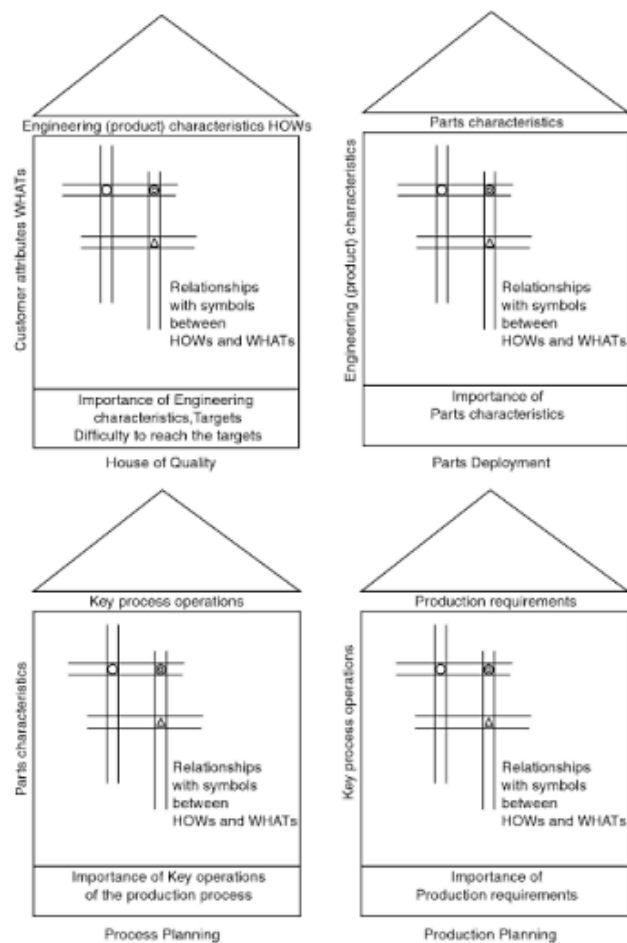 Engineering (product) characteristics HOWs
Customer attributes WHATs
Relationships
with symbols
between
HOWs and WHATs
Importance of Engineering
characteristics,Targets
Difficulty to reach the targets
House of Quality
Parts characteristics
Engineering (product) characteristics
Relationships
with symbols
between
HOWs and WHATs
Importance of
Parts characteristics
Parts Deployment
Key process operations
Parts characteristics
Relationships
with symbols
between
HOWs and WHATs
Importance of Key operations
of the production process
Process Planning
Production requirements
Key process operations
Relationships
with symbols
between
HOWs and WHATs
Importance of
Production requirements
Production Planning